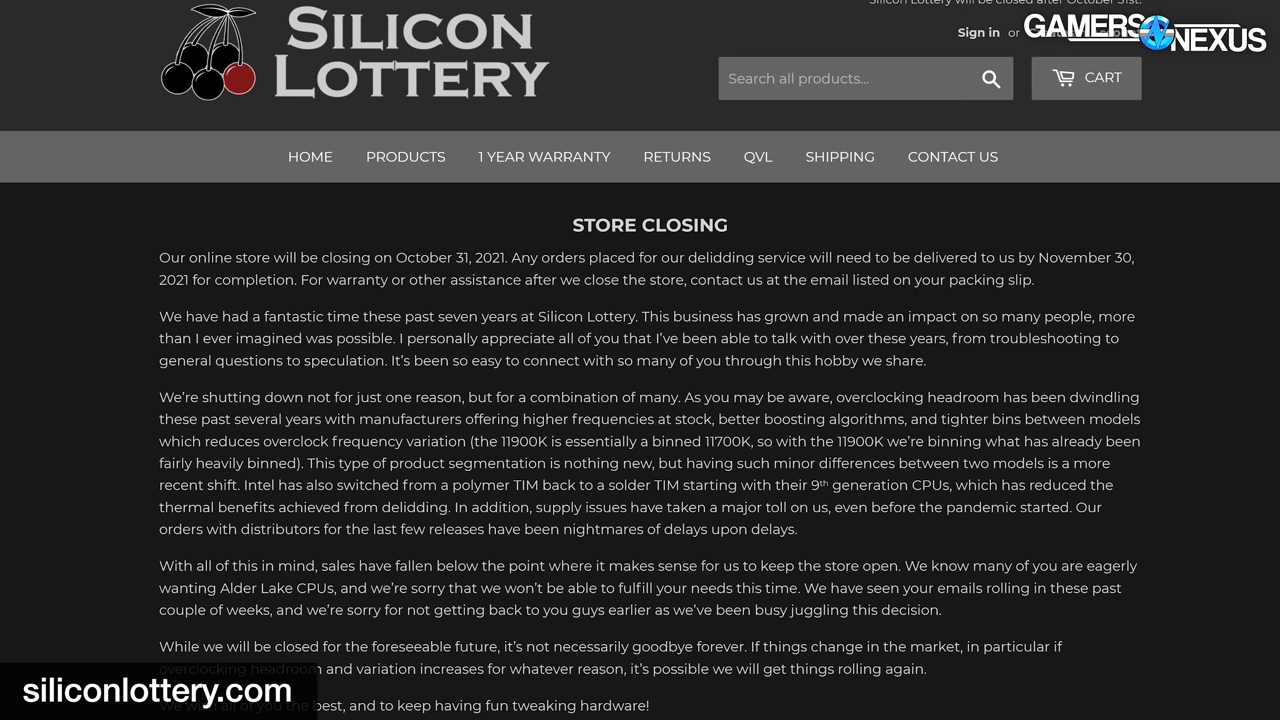 Silicon Lottery will be closed after October 31st.
SILICON
LOTTERY
Sign in or
GAMERS
NEXUS
Search all products...
CART
HOME PRODUCTS 1 YEAR WARRANTY RETURNS QVL SHIPPING CONTACT US
STORE CLOSING
Our online store will be closing on October 31, 2021. Any orders placed for our delidding service will need to be delivered to us by November 30,
2021 for completion. For warranty or other assistance after we close the store, contact us at the email listed on your packing slip.
We have had a fantastic time these past seven years at Silicon Lottery. This business has grown and made an impact on so many people, more
than I ever imagined was possible. I personally appreciate all of you that I've been able to talk with over these years, from troubleshooting to
general questions to speculation. It's been so easy to connect with so many of you through this hobby we share.
We're shutting down not for just one reason, but for a combination of many. As you may be aware, overclocking headroom has been dwindling
these past several years with manufacturers offering higher frequencies at stock, better boosting algorithms, and tighter bins between models
which reduces overclock frequency variation (the 11900K is essentially a binned 11700K, so with the 11900K we're binning what has already been
fairly heavily binned). This type of product segmentation is nothing new, but having such minor differences between two models is a more
recent shift. Intel has also switched from a polymer TIM back to a solder TIM starting with their 9th generation CPUs, which has reduced the
thermal benefits achieved from delidding. In addition, supply issues have taken a major toll on us, even before the pandemic started. Our
orders with distributors for the last few releases have been nightmares of delays upon delays.
With all of this in mind, sales have fallen below the point where it makes sense for us to keep the store open. We know many of you are eagerly
wanting Alder Lake CPUs, and we're sorry that we won't be able to fulfill your needs this time. We have seen your emails rolling in these past
couple of weeks, and we're sorry for not getting back to you guys earlier as we've been busy juggling this decision.
While we will be closed for the foreseeable future, it's not necessarily goodbye forever. If things change in the market, in particular if
overclocking headroom and variation increases for whatever reason, it's possible we will get things rolling again.
We wish all of you the best, and to keep having fun tweaking hardware!
siliconlottery.com